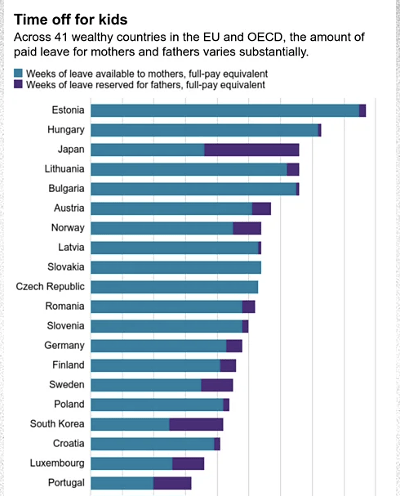 Time off for kids
Across 41 wealthy countries in the EU and OECD, the amount of
paid leave for mothers and fathers varies substantially.
Weeks of leave available to mothers, full-pay equivalent
Weeks of leave reserved for fathers, full-pay equivalent
Estonia
Hungary
Japan
Lithuania
Bulgaria
Austria
Norway
Latvia
Slovakia
Czech Republic
Romania
Slovenia
Germany
Finland
Sweden
Poland
South Korea
Croatia
Luxembourg
Portugal